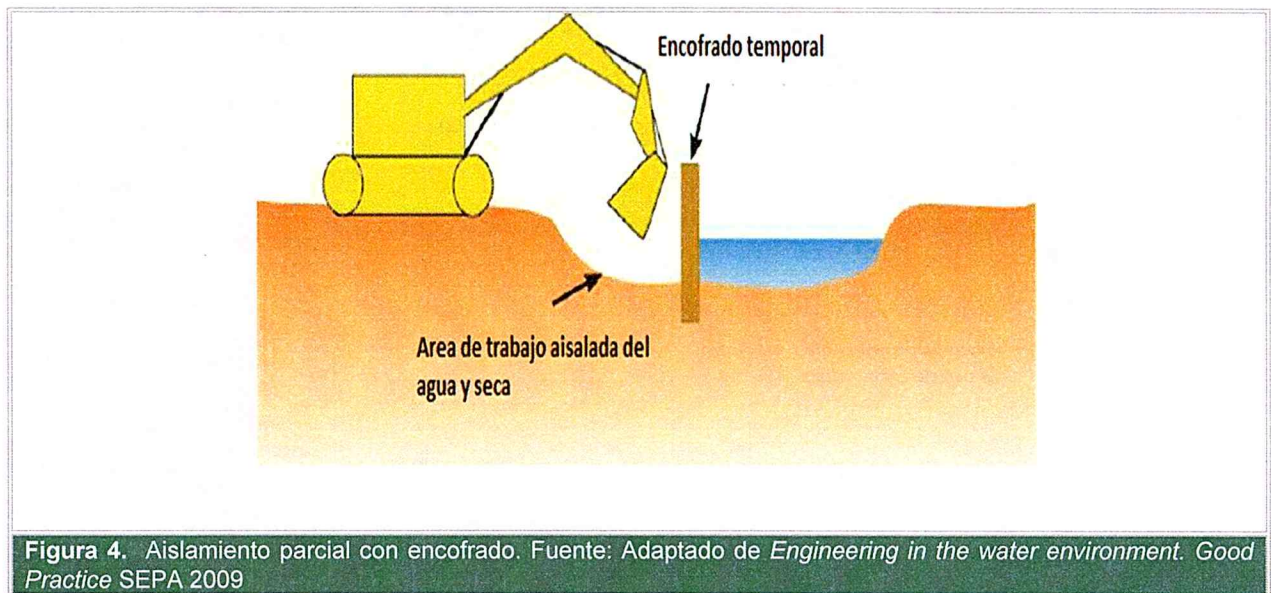 Encofrado temporal
Area de trabajo aisalada del
agua y seca
Figura 4. Aislamiento parcial con encofrado. Fuente: Adaptado de Engineering in the water environment. Good
Practice SEPA 2009